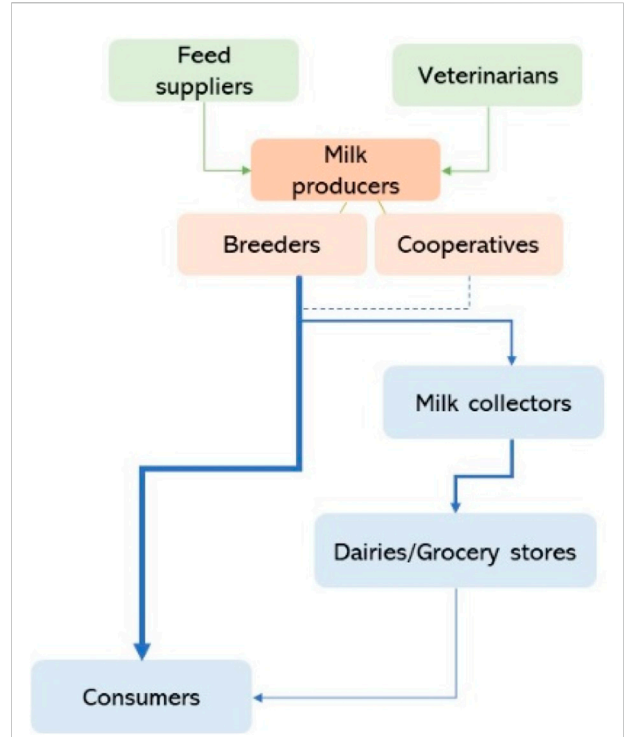 Feed
suppliers
Veterinarians
Milk
producers
Breeders
Cooperatives
Milk collectors
Dairies/Grocery stores
Consumers